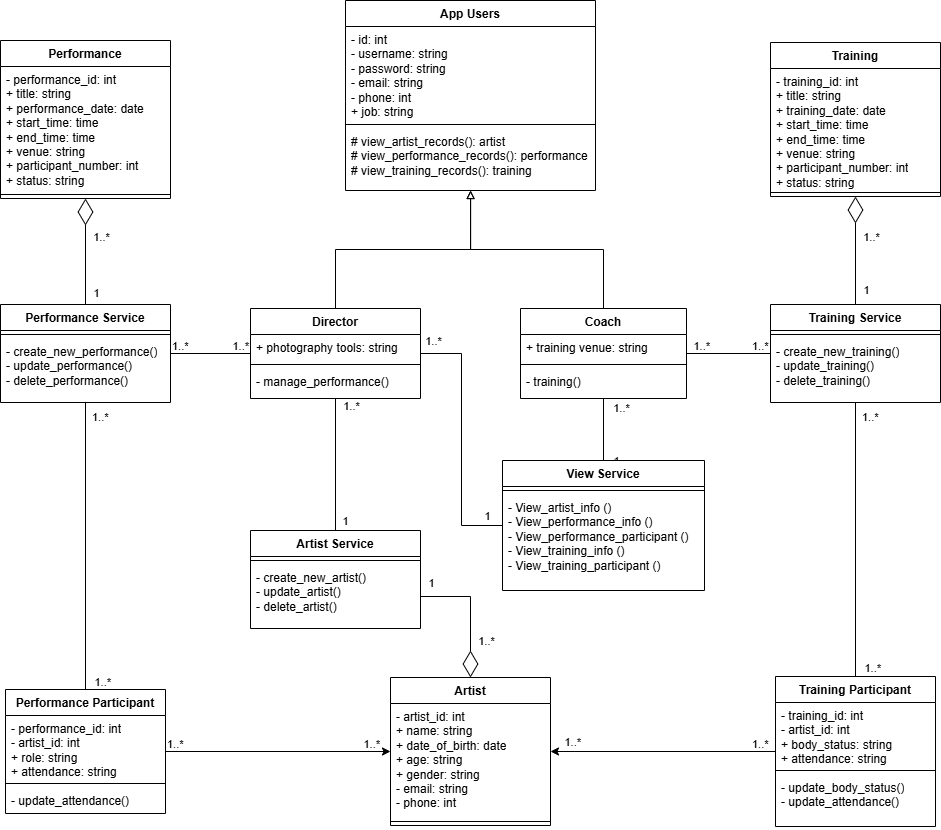 App Users
- id: int
- username: string
- password: string
- email: string
- phone: int
+ job: string
# view_artist_records(): artist
# view_performance_records(): performance
# view_training_records(): training
Performance
- performance_id: int
+ title: string
+ performance_date: date
+ start_time: time
+ end_time: time
+ venue: string
+ participant_number: int
+ status: string
Training
- training_id: int
+ title: string
+ training_date: date
+ start_time: time
+ end_time: time
+ venue: string
+ participant_number: int
+ status: string
1..*
1
1..*
1
Performance Service
- create_new_performance()
- update_performance()
- delete_performance()
1..*
1..*
1..*
Director
+ photography tools: string
- manage_performance()
1..*
1..*
Coach
+ training venue: string
- training()
1..*
1..*
1..*
Training Service
- create_new_training()
- update_training()
- delete_training()
1..*
View Service
- View_artist_info ()
- View_performance_info ()
- View_performance_participant ()
- View_training_info ()
- View_training_participant ()
1
1
Artist Service
- create_new_artist()
- update_artist()
- delete_artist()
1
1..*
1..*
1..*
Performance Participant
- performance_id: int
- artist_id: int
+ role: string
+ attendance: string
- update_attendance()
1..*
1..*
Artist
- artist_id: int
+ name: string
+ date_of_birth: date
+ age: string
+ gender: string
- email: string
- phone: int
1..*
1..*
Training Participant
- training_id: int
- artist_id: int
+ body_status: string
+ attendance: string
- update_body_status()
- update_attendance()